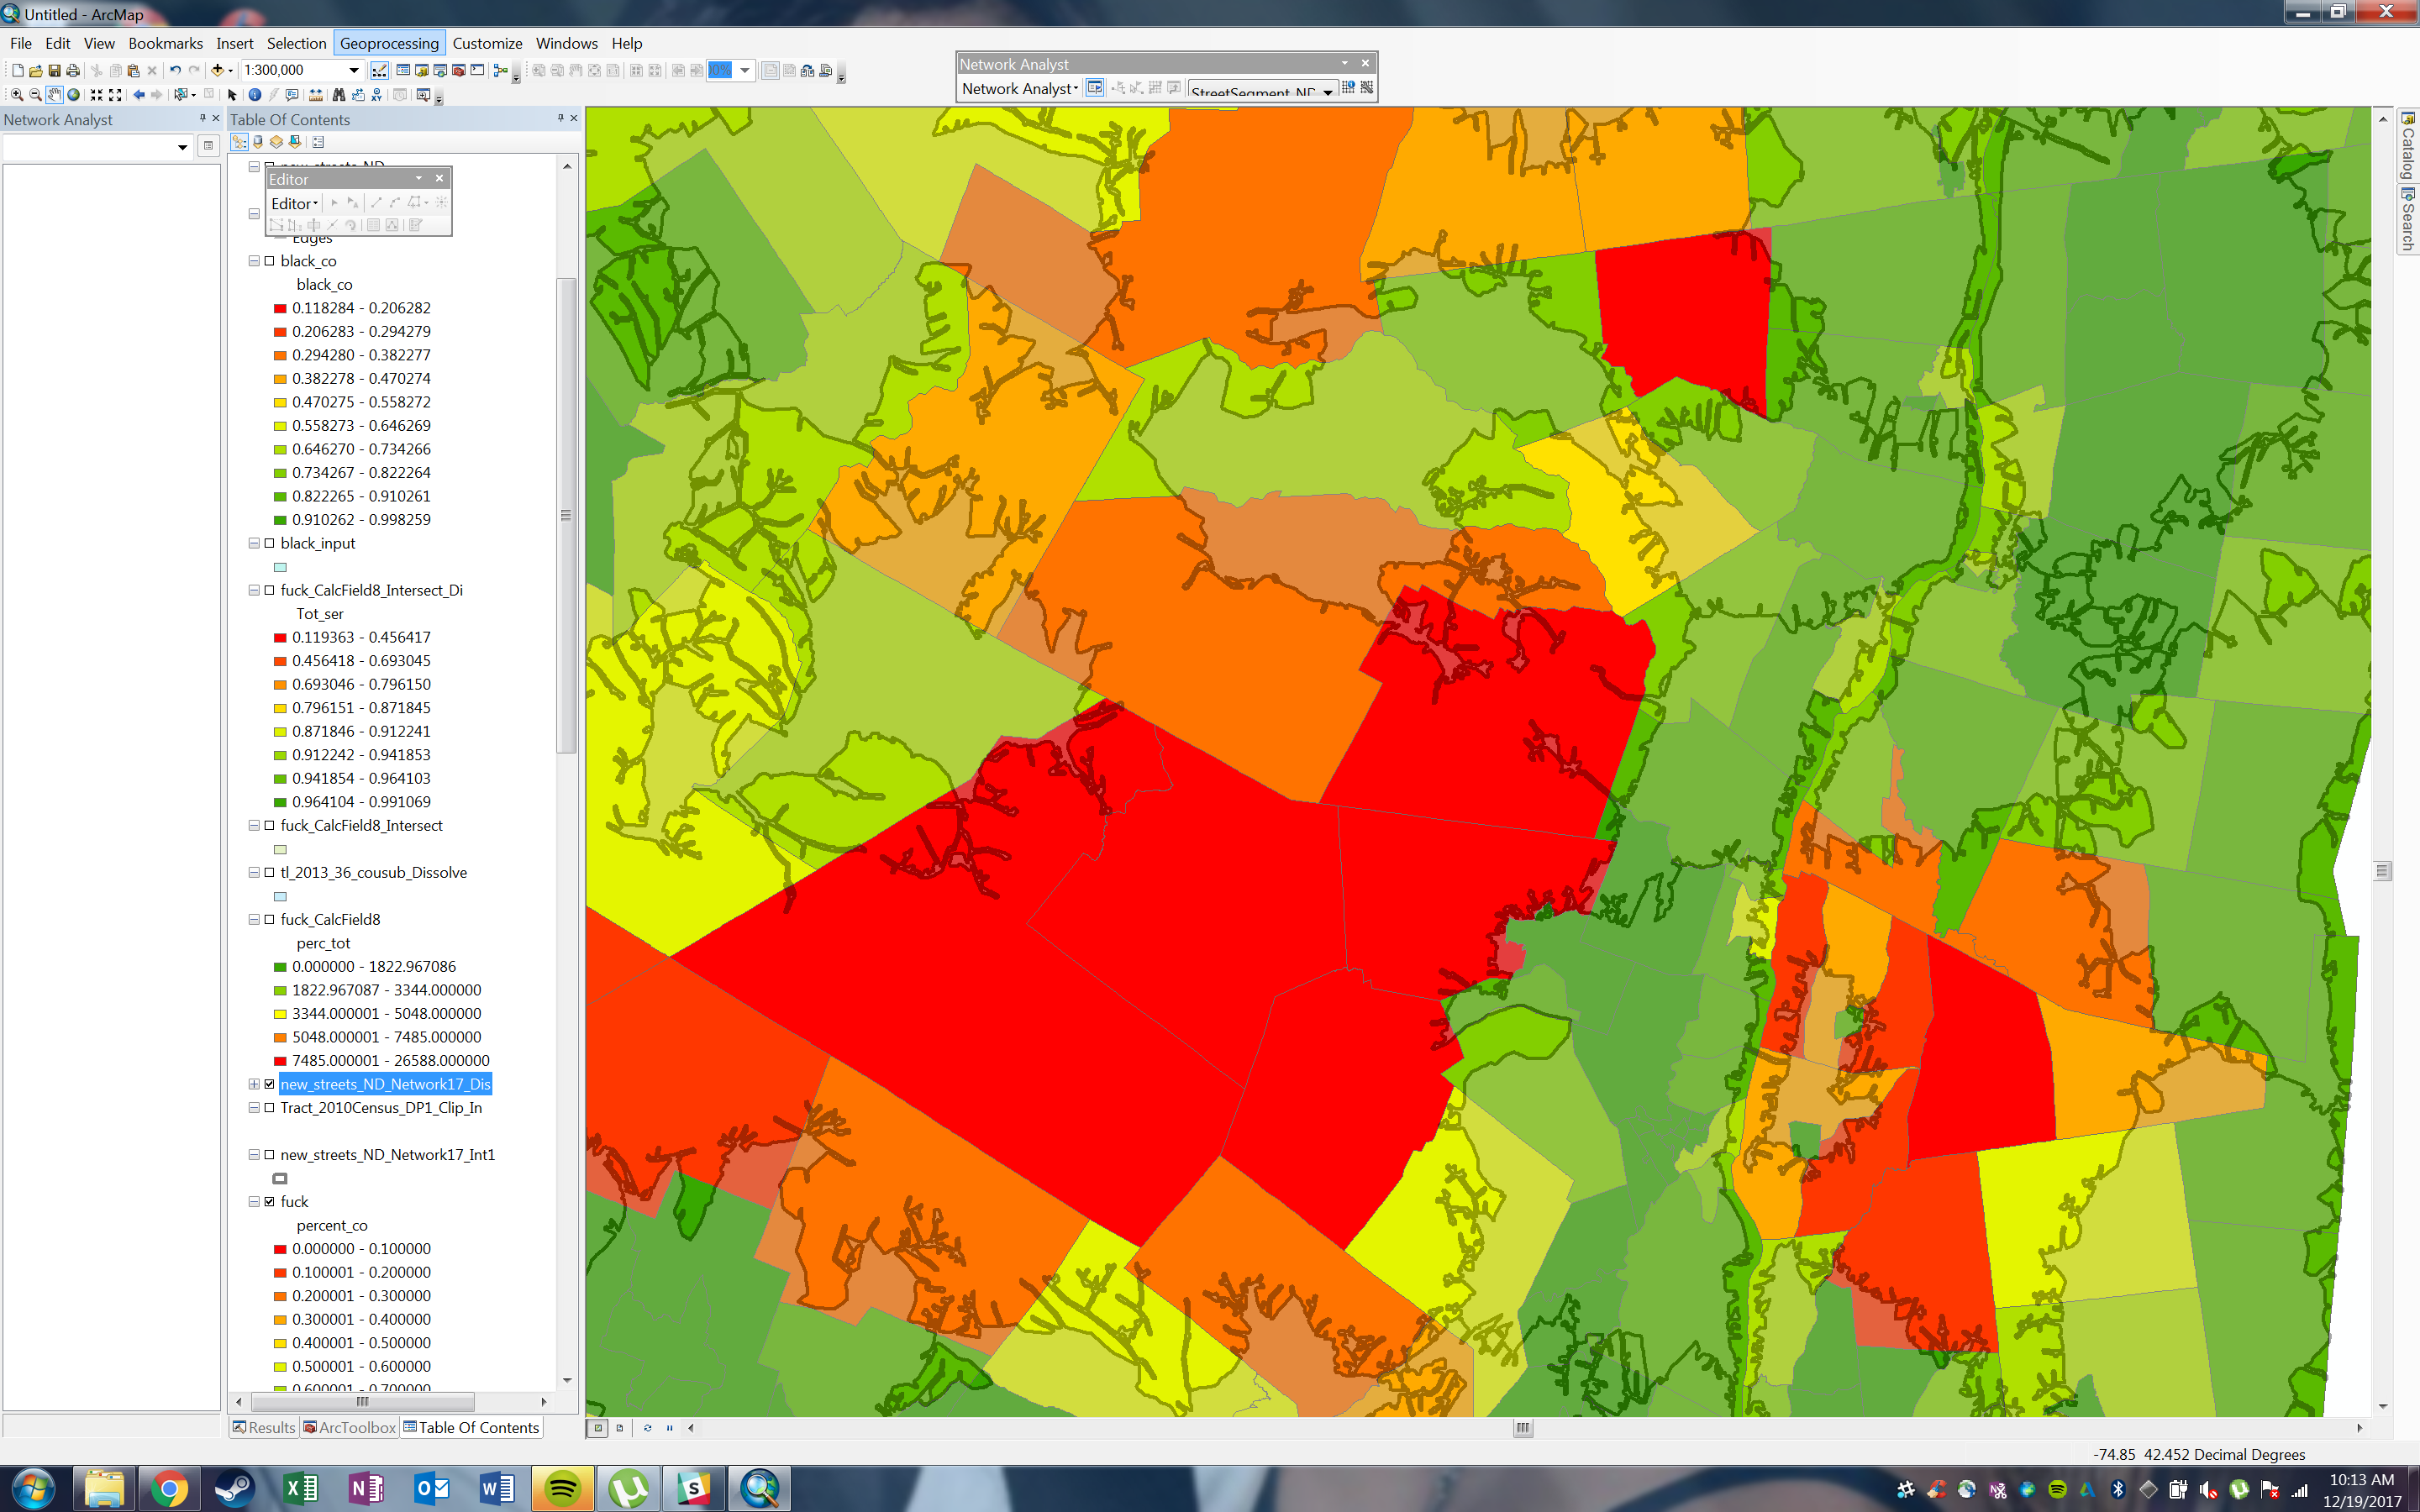 Untitled - ArcMap
File Edit View Bookmarks Insert Selection Geoprocessing Customize Windows Help
1:300,000
Network Analyst
Network Analyst
StreetSegment_ND
Network Analyst
Table Of Contents
Editor
Editor
Edges
black_co
black_co
0.118284 - 0.206282
0.206283 - 0.294279
0.294280 - 0.382277
0.382278 - 0.470274
0.470275 - 0.558272
0.558273 - 0.646269
0.646270 - 0.734266
0.734267 - 0.822264
0.822265 - 0.910261
0.910262 - 0.998259
black_input
fuck_CalcField8_Intersect_Di
Tot_ser
0.119363 - 0.456417
0.456418 - 0.693045
0.693046 - 0.796150
0.796151 - 0.871845
0.871846 - 0.912241
0.912242 - 0.941853
0.941854 - 0.964103
0.964104 - 0.991069
fuck_CalcField8_Intersect
tl_2013_36_cousub_Dissolve
fuck_CalcField8
perc_tot
0.000000 - 1822.967086
1822.967087 - 3344.000000
3344.000001 - 5048.000000
5048.000001 - 7485.000000
7485.000001 - 26588.000000
new_streets_ND_Network17_Dis
Tract_2010Census_DP1_Clip_In
new_streets_ND_Network17_Int1
fuck
percent_co
0.000000 - 0.100000
0.100001 - 0.200000
0.200001 - 0.300000
0.300001 - 0.400000
0.400001 - 0.500000
0.500001 - 0.600000
0.600001 - 0.700000
Results ArcToolbox Table Of Contents
Catalog
Search
-74.85 42.452 Decimal Degrees
10:13 AM
12/19/2017